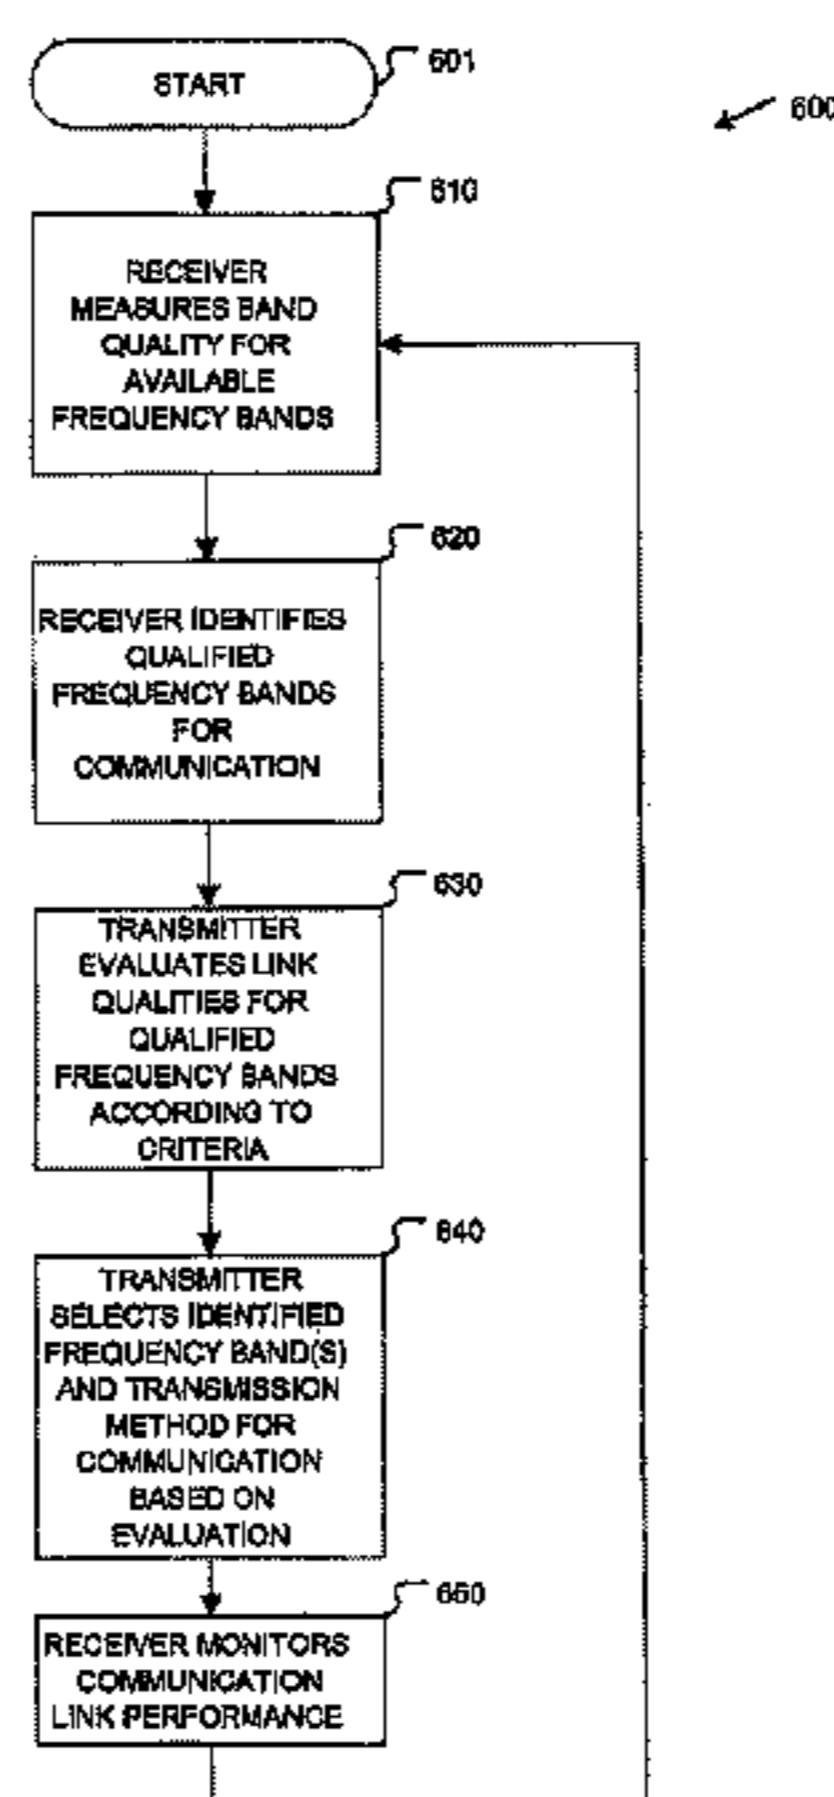 START
601
600
610
RECEIVER
MEASURES BAND
QUALITY FOR
AVAILABLE
FREQUENCY BANDS
620
RECEIVER IDENTIFIES
QUALIFIED
FREQUENCY BANDS
FOR
COMMUNICATION
630
TRANSMITTER
EVALUATES LINK
QUALITIES FOR
QUALIFIED
FREQUENCY BANDS
ACCORDING TO
CRITERIA
640
TRANSMITTER
SELECTS IDENTIFIED
FREQUENCY BAND(S)
AND TRANSMISSION
METHOD FOR
COMMUNICATION
BASED ON
EVALUATION
650
RECEIVER MONITORS
COMMUNICATION
LINK PERFORMANCE